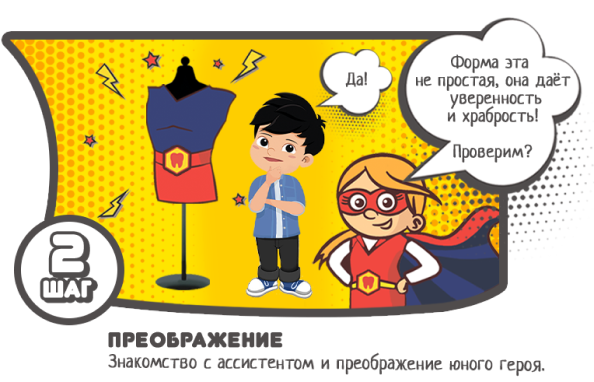 Да!
Форма эта
не простая, она даёт
уверенность
и храбрость!
Проверим?
2
ШАГ
ПРЕОБРАЖЕНИЕ
Знакомство с ассистентом и преображение юного героя.